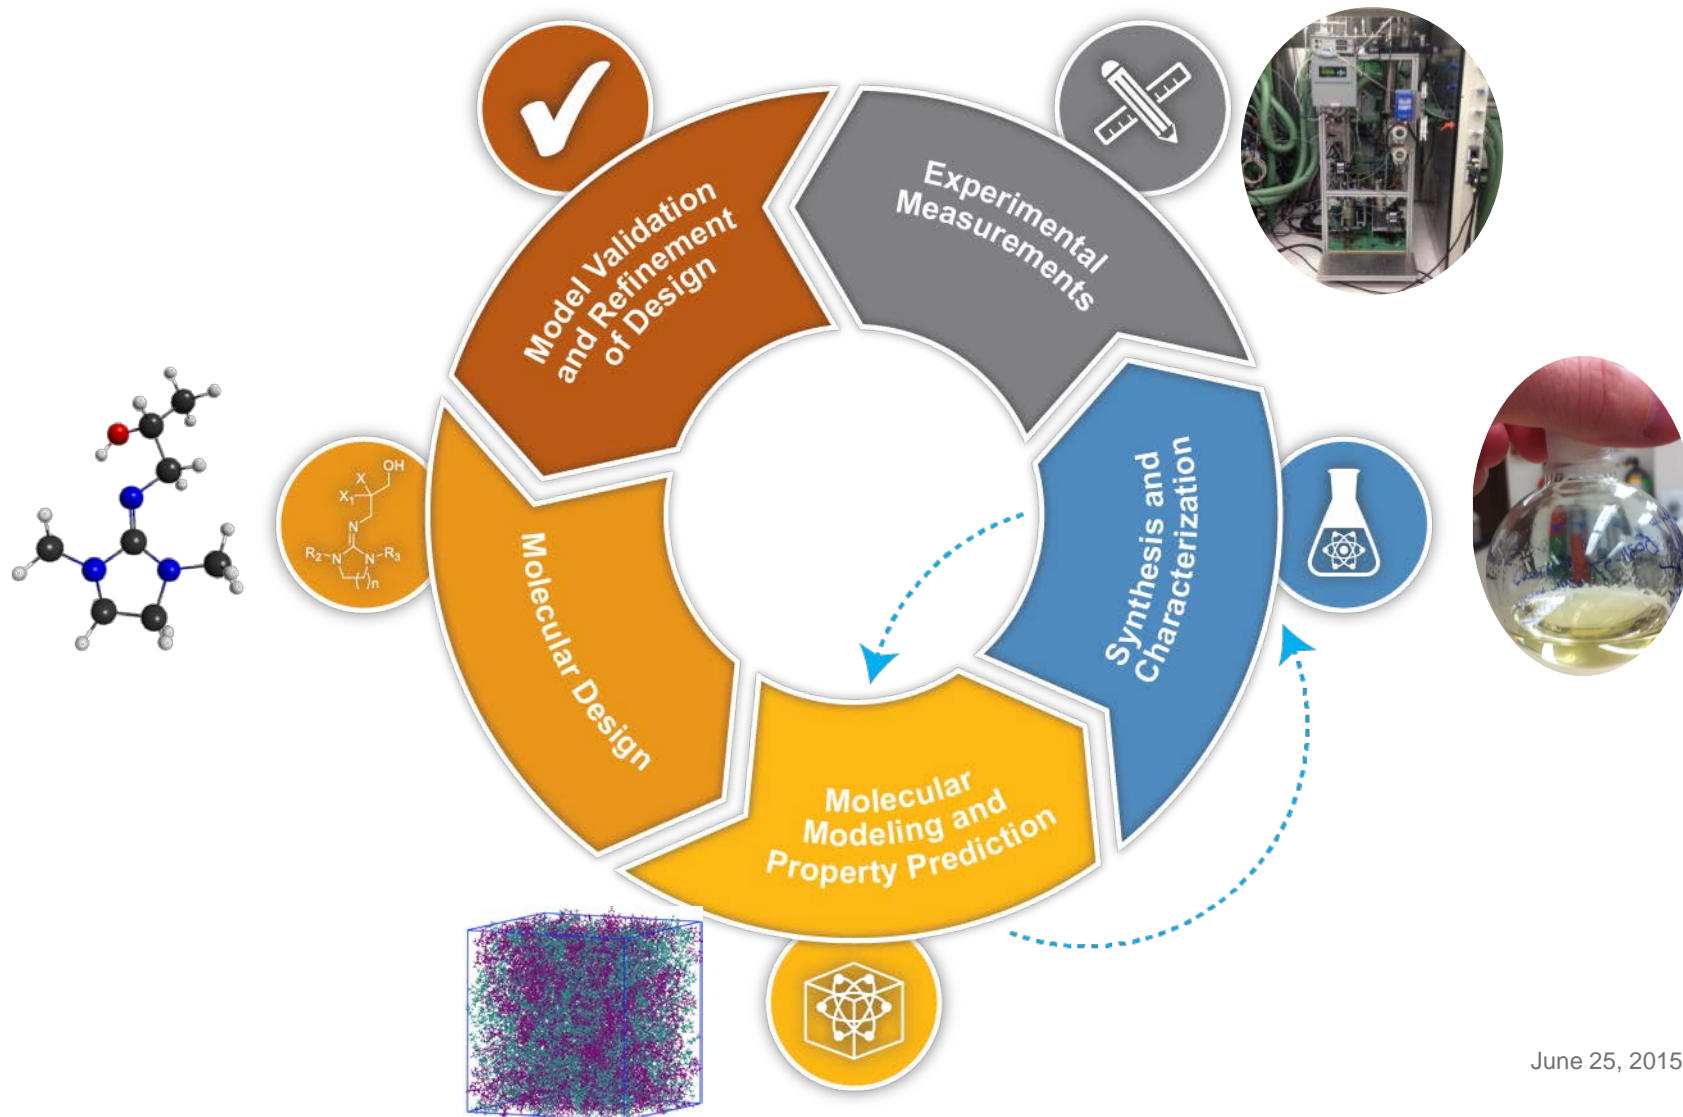 Model Validation
and Refinement
of Design
Experimental
Measurements
Synthesis and
Characterization
Molecular
Modeling and
Property Prediction
Molecular Design
OH
X
X1
N
R2
N
N
R3
n
June 25, 2015